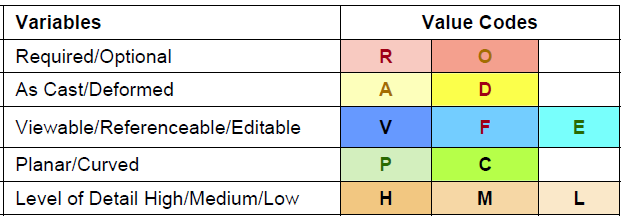 Variables Value Codes
Required/Optional R O
As Cast/Deformed A D
Viewable/Referenceable/Editable V F E
Planar/Curved P C
Level of Detail High/Medium/Low H M L